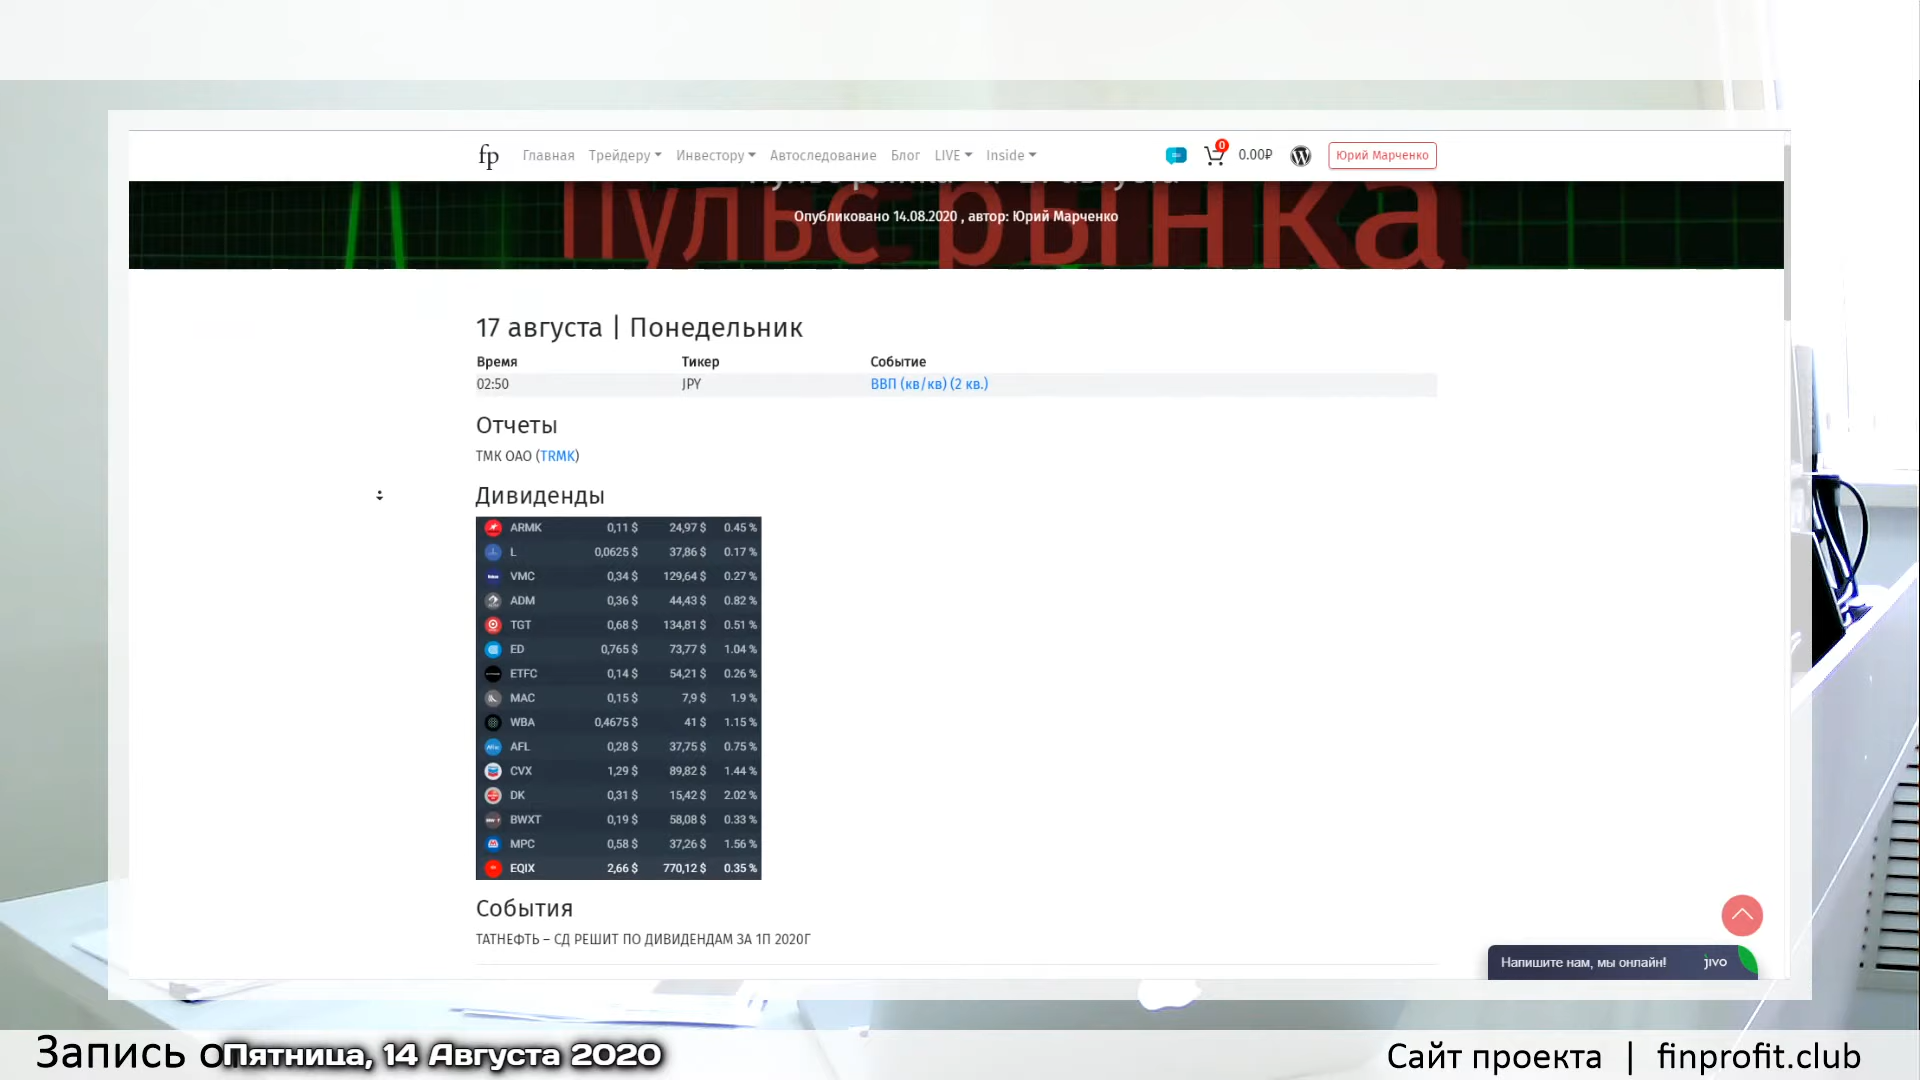 fp Главная Трейдеру Инвестору Автоследование Блог LIVE Inside 0 0.00₽ Юрий Марченко
Пульс рынка
Опубликовано 14.08.2020 , автор: Юрий Марченко
17 августа | Понедельник
Время Тикер Событие
02:50 JPY ВВП (кв/кв) (2 кв.)
Отчеты
ТМК ОАО (TRMK)
Дивиденды
ARMK 0,11 $ 24,97 $ 0.45 %
L 0,0625 $ 37,86 $ 0.17 %
VMC 0,34 $ 129,64 $ 0.27 %
ADM 0,36 $ 44,43 $ 0.82 %
TGT 0,68 $ 134,81 $ 0.51 %
ED 0,765 $ 73,77 $ 1.04 %
ETFC 0,14 $ 54,21 $ 0.26 %
MAC 0,15 $ 7,9 $ 1.9 %
WBA 0,4675 $ 41 $ 1.15 %
AFL 0,28 $ 37,75 $ 0.75 %
CVX 1,29 $ 89,82 $ 1.44 %
DK 0,31 $ 15,42 $ 2.02 %
BWXT 0,19 $ 58,08 $ 0.33 %
MPC 0,58 $ 37,26 $ 1.56 %
EQIX 2,66 $ 770,12 $ 0.35 %
События
ТАТНЕФТЬ – СД РЕШИТ ПО ДИВИДЕНДАМ ЗА 1П 2020Г
Напишите нам, мы онлайн! jivo
Запись от Пятница, 14 Августа 2020
Сайт проекта | finprofit.club